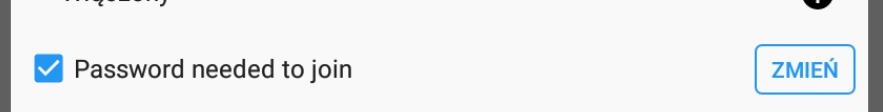 Password needed to join ZMIEŃ